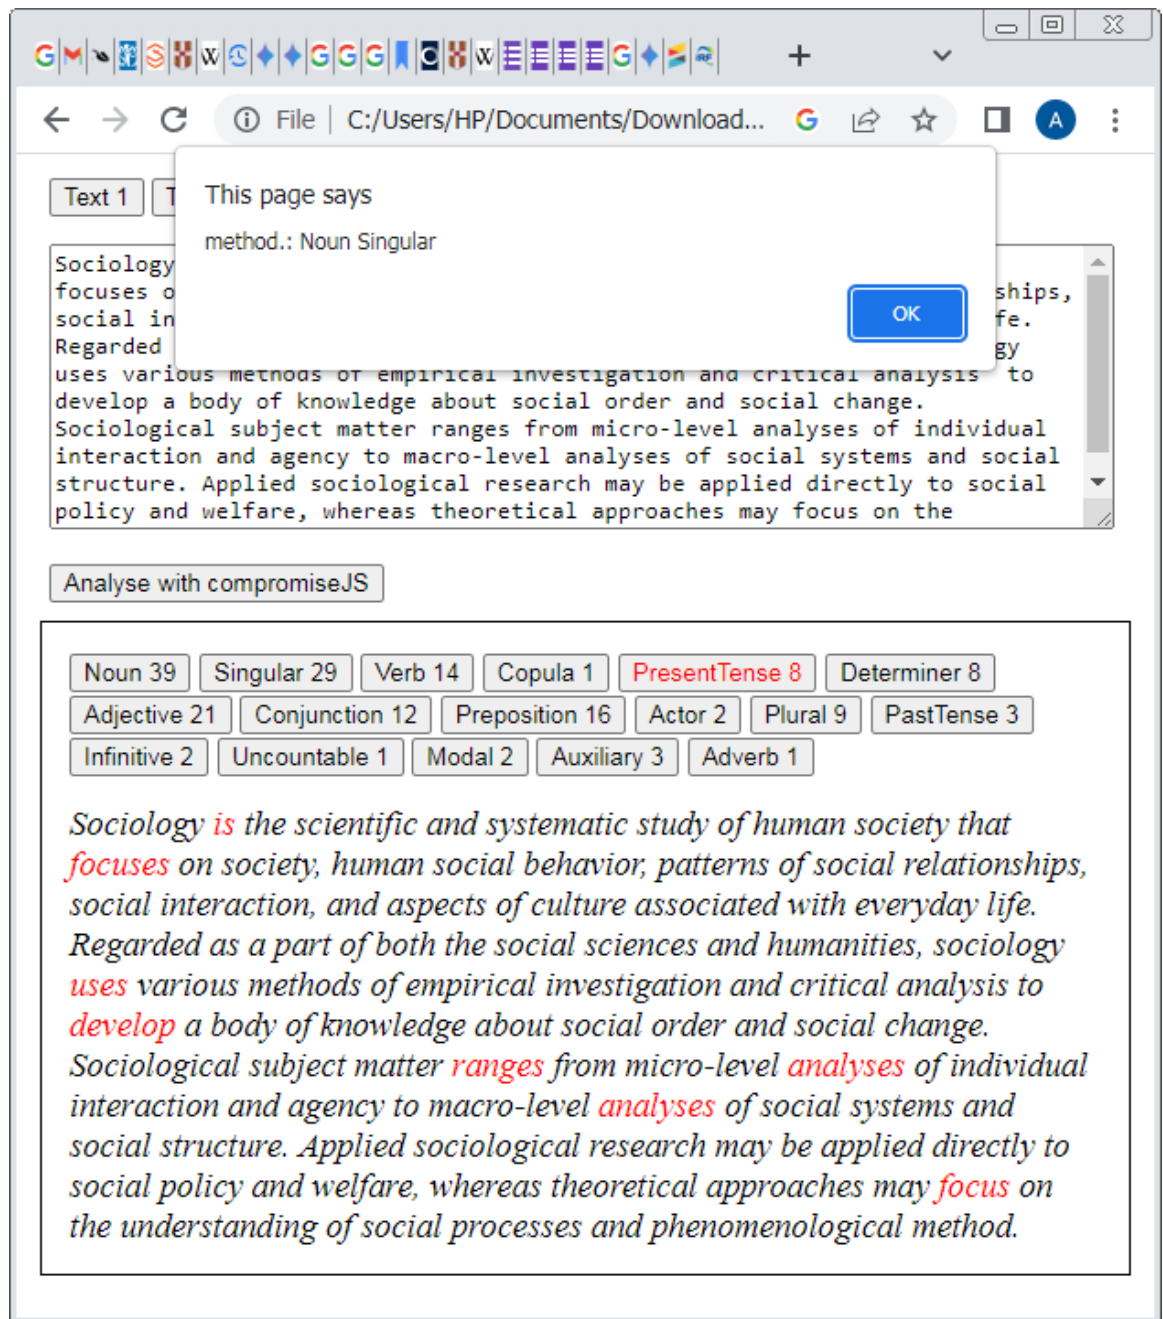 File | C:/Users/HP/Documents/Download...
A
This page says
method.: Noun Singular
OK
Text 1
Sociology
focuses ships,
social in fe.
Regarded gy
uses various methods of empirical investigation and critical analysis to
develop a body of knowledge about social order and social change.
Sociological subject matter ranges from micro-level analyses of individual
interaction and agency to macro-level analyses of social systems and social
structure. Applied sociological research may be applied directly to social
policy and welfare, whereas theoretical approaches may focus on the
Analyse with compromiseJS
Noun 39 Singular 29 Verb 14 Copula 1 PresentTense 8 Determiner 8
Adjective 21 Conjunction 12 Preposition 16 Actor 2 Plural 9 PastTense 3
Infinitive 2 Uncountable 1 Modal 2 Auxiliary 3 Adverb 1
Sociology is the scientific and systematic study of human society that
focuses on society, human social behavior, patterns of social relationships,
social interaction, and aspects of culture associated with everyday life.
Regarded as a part of both the social sciences and humanities, sociology
uses various methods of empirical investigation and critical analysis to
develop a body of knowledge about social order and social change.
Sociological subject matter ranges from micro-level analyses of individual
interaction and agency to macro-level analyses of social systems and
social structure. Applied sociological research may be applied directly to
social policy and welfare, whereas theoretical approaches may focus on
the understanding of social processes and phenomenological method.